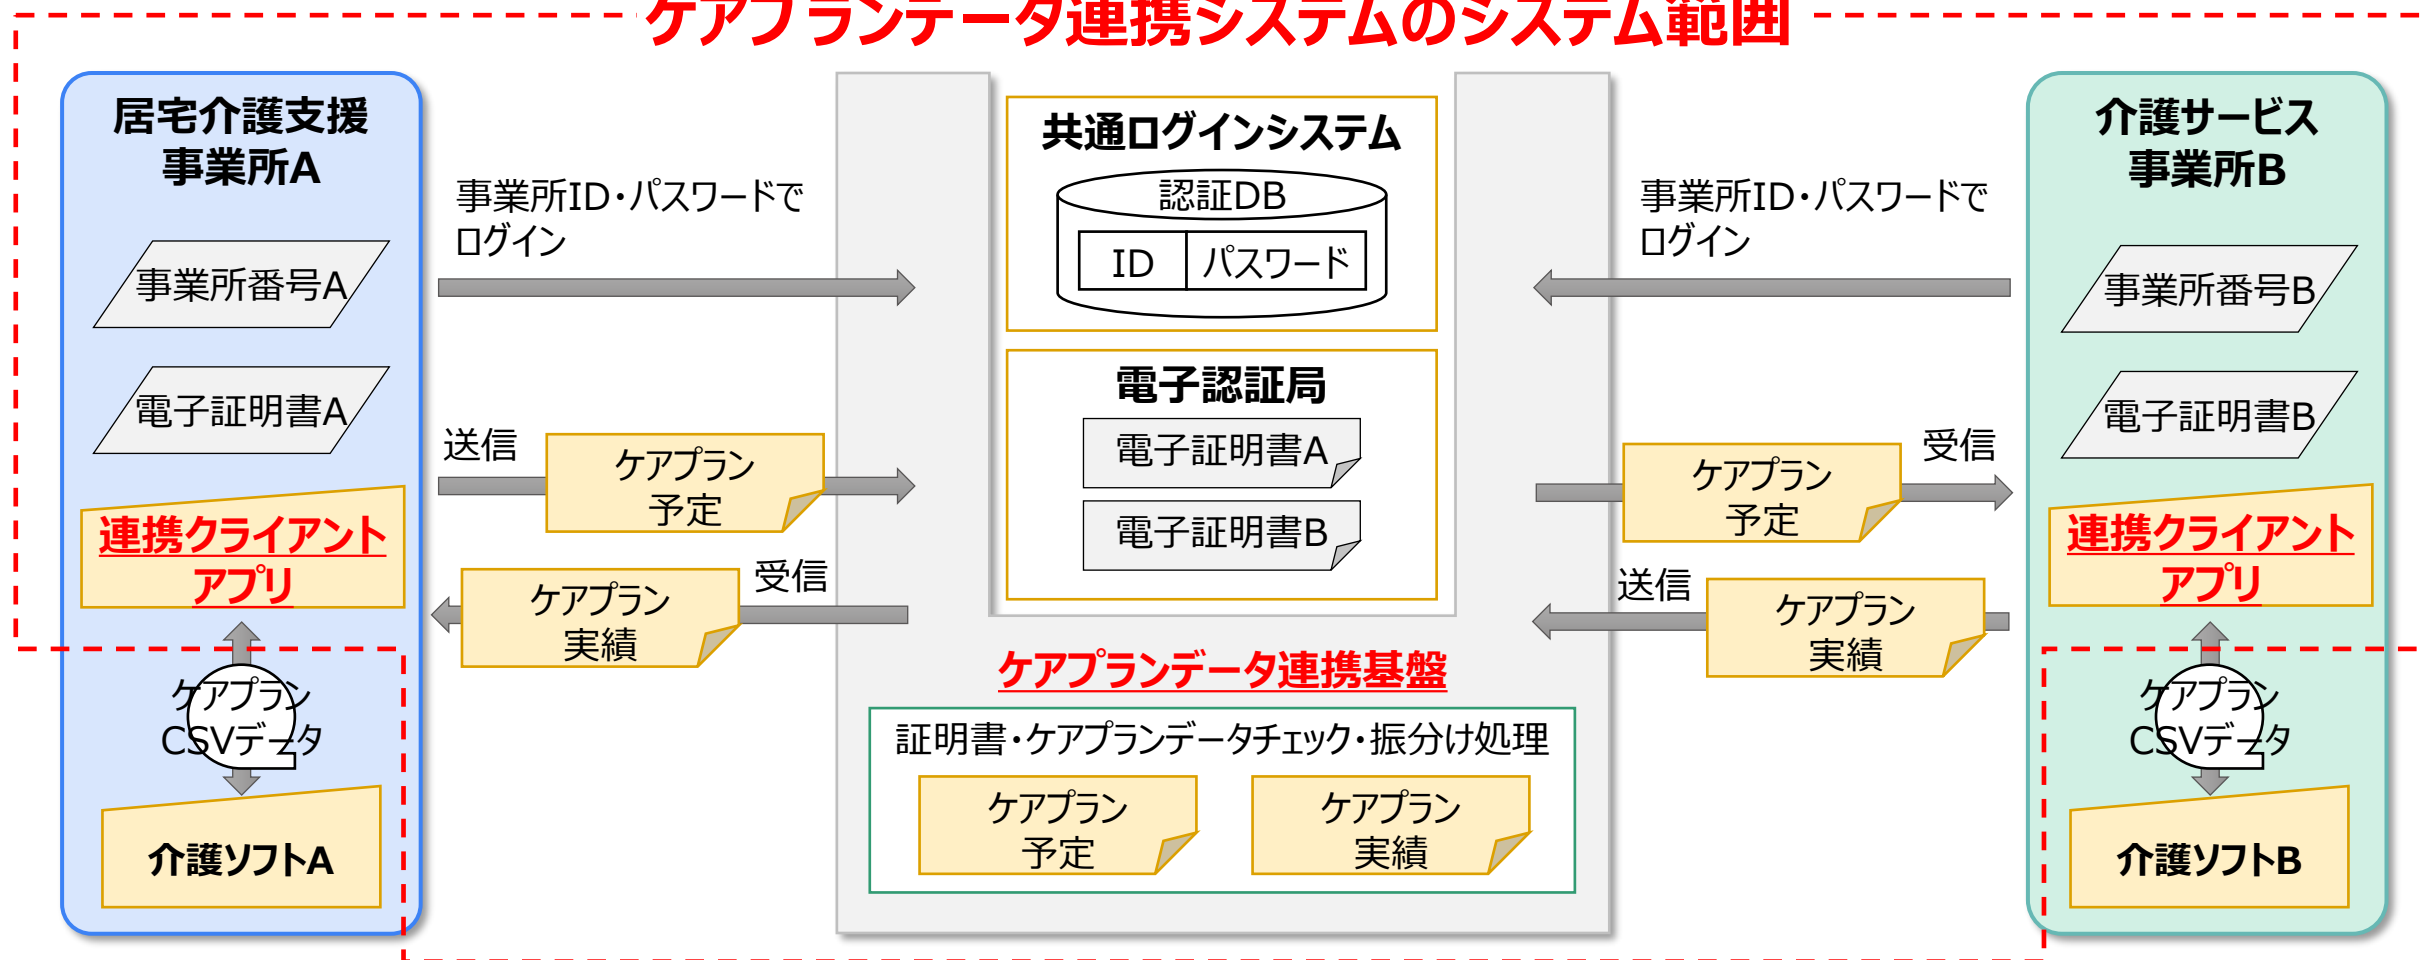 ケアプランデータ連携システムのシステム範囲
居宅介護支援
事業所A
事業所番号A
電子証明書A
連携クライアント
アプリ
ケアプラン
CSVデータ
介護ソフトA
事業所ID・パスワードで
ログイン
送信
ケアプラン
予定
受信
ケアプラン
実績
共通ログインシステム
認証DB
ID
パスワード
電子認証局
電子証明書A
電子証明書B
ケアプランデータ連携基盤
証明書・ケアプランデータチェック・振分け処理
ケアプラン
予定
ケアプラン
実績
事業所ID・パスワードで
ログイン
受信
ケアプラン
予定
送信
ケアプラン
実績
介護サービス
事業所B
事業所番号B
電子証明書B
連携クライアント
アプリ
ケアプラン
CSVデータ
介護ソフトB